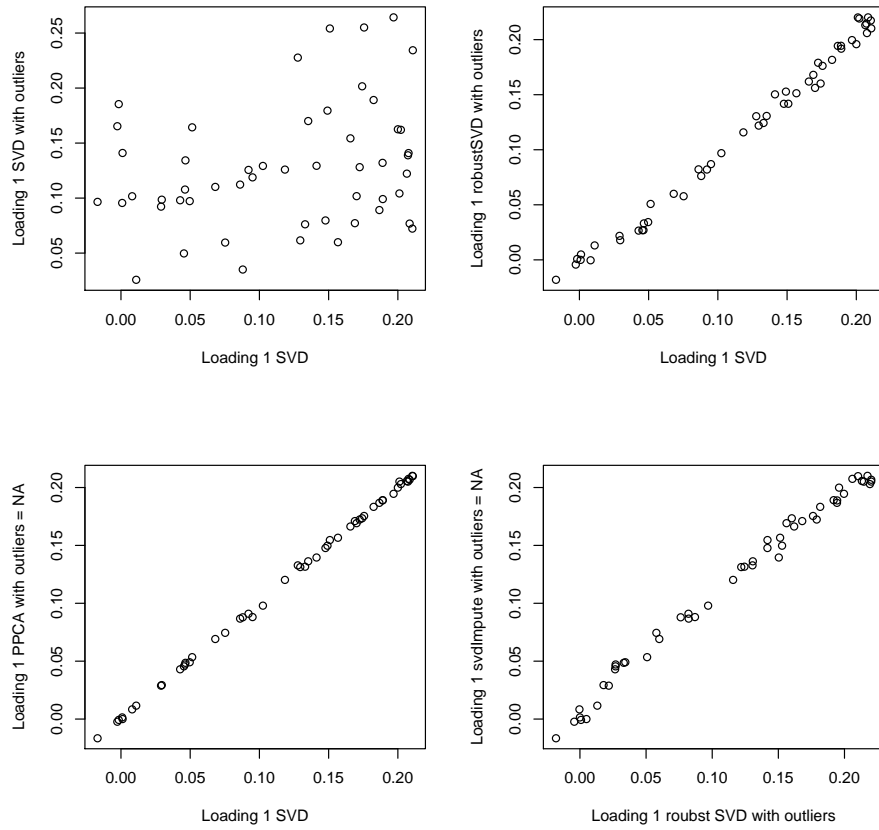 Loading 1 SVD with outliers
0.05 0.10 0.15 0.20 0.25
0.00 0.05 0.10 0.15 0.20
Loading 1 SVD
Loading 1 robustSVD with outliers
0.00 0.05 0.10 0.15 0.20
0.00 0.05 0.10 0.15 0.20
Loading 1 SVD
Loading 1 PPCA with outliers = NA
0.00 0.05 0.10 0.15 0.20
0.00 0.05 0.10 0.15 0.20
Loading 1 SVD
Loading 1 svdImpute with outliers = NA
0.00 0.05 0.10 0.15 0.20
0.00 0.05 0.10 0.15 0.20
Loading 1 roubst SVD with outliers